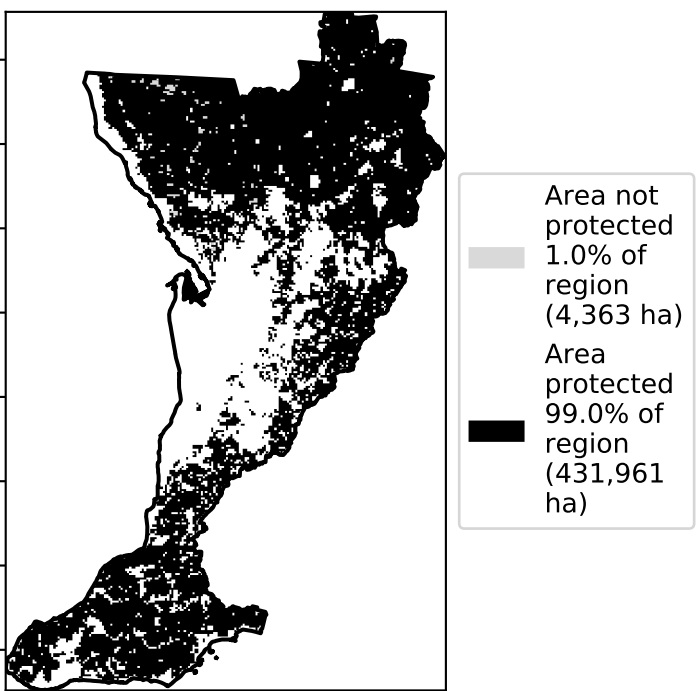 Area not
protected
1.0% of
region
(4,363 ha)
Area
protected
99.0% of
region
(431,961
ha)